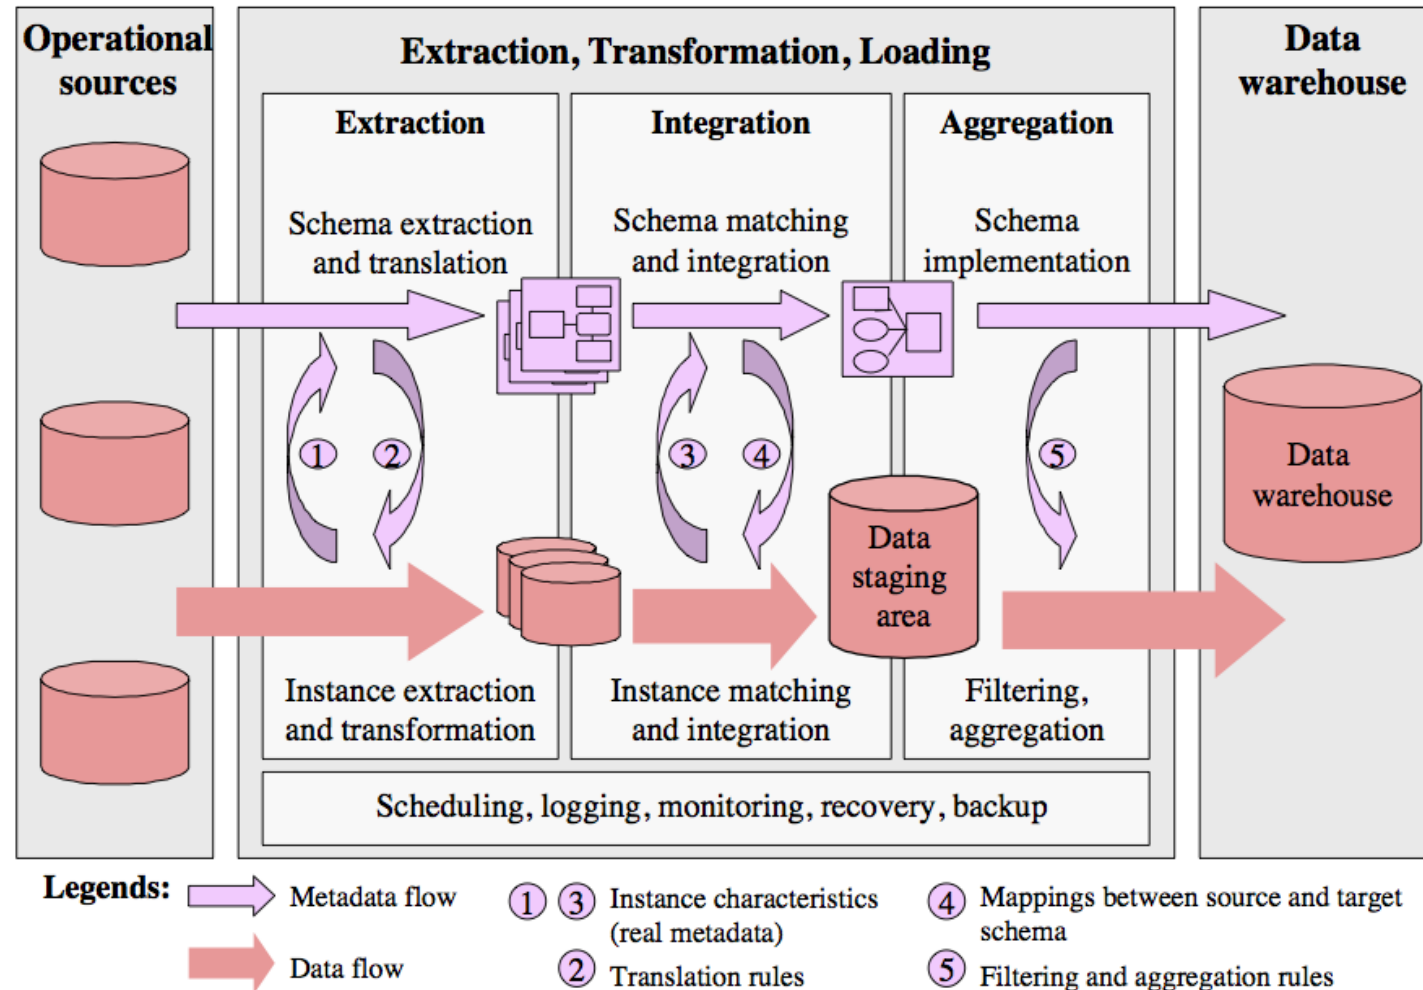 Operational
sources
Extraction, Transformation, Loading
Data
warehouse
Extraction
Integration
Aggregation
Schema extraction
and translation
Schema matching
and integration
Schema
implementation
1
2
3
4
5
Data
staging
area
Data
warehouse
Instance extraction
and transformation
Instance matching
and integration
Filtering,
aggregation
Scheduling, logging, monitoring, recovery, backup
Legends:
Metadata flow
Data flow
1 3 Instance characteristics
(real metadata)
2 Translation rules
4 Mappings between source and target
schema
5 Filtering and aggregation rules